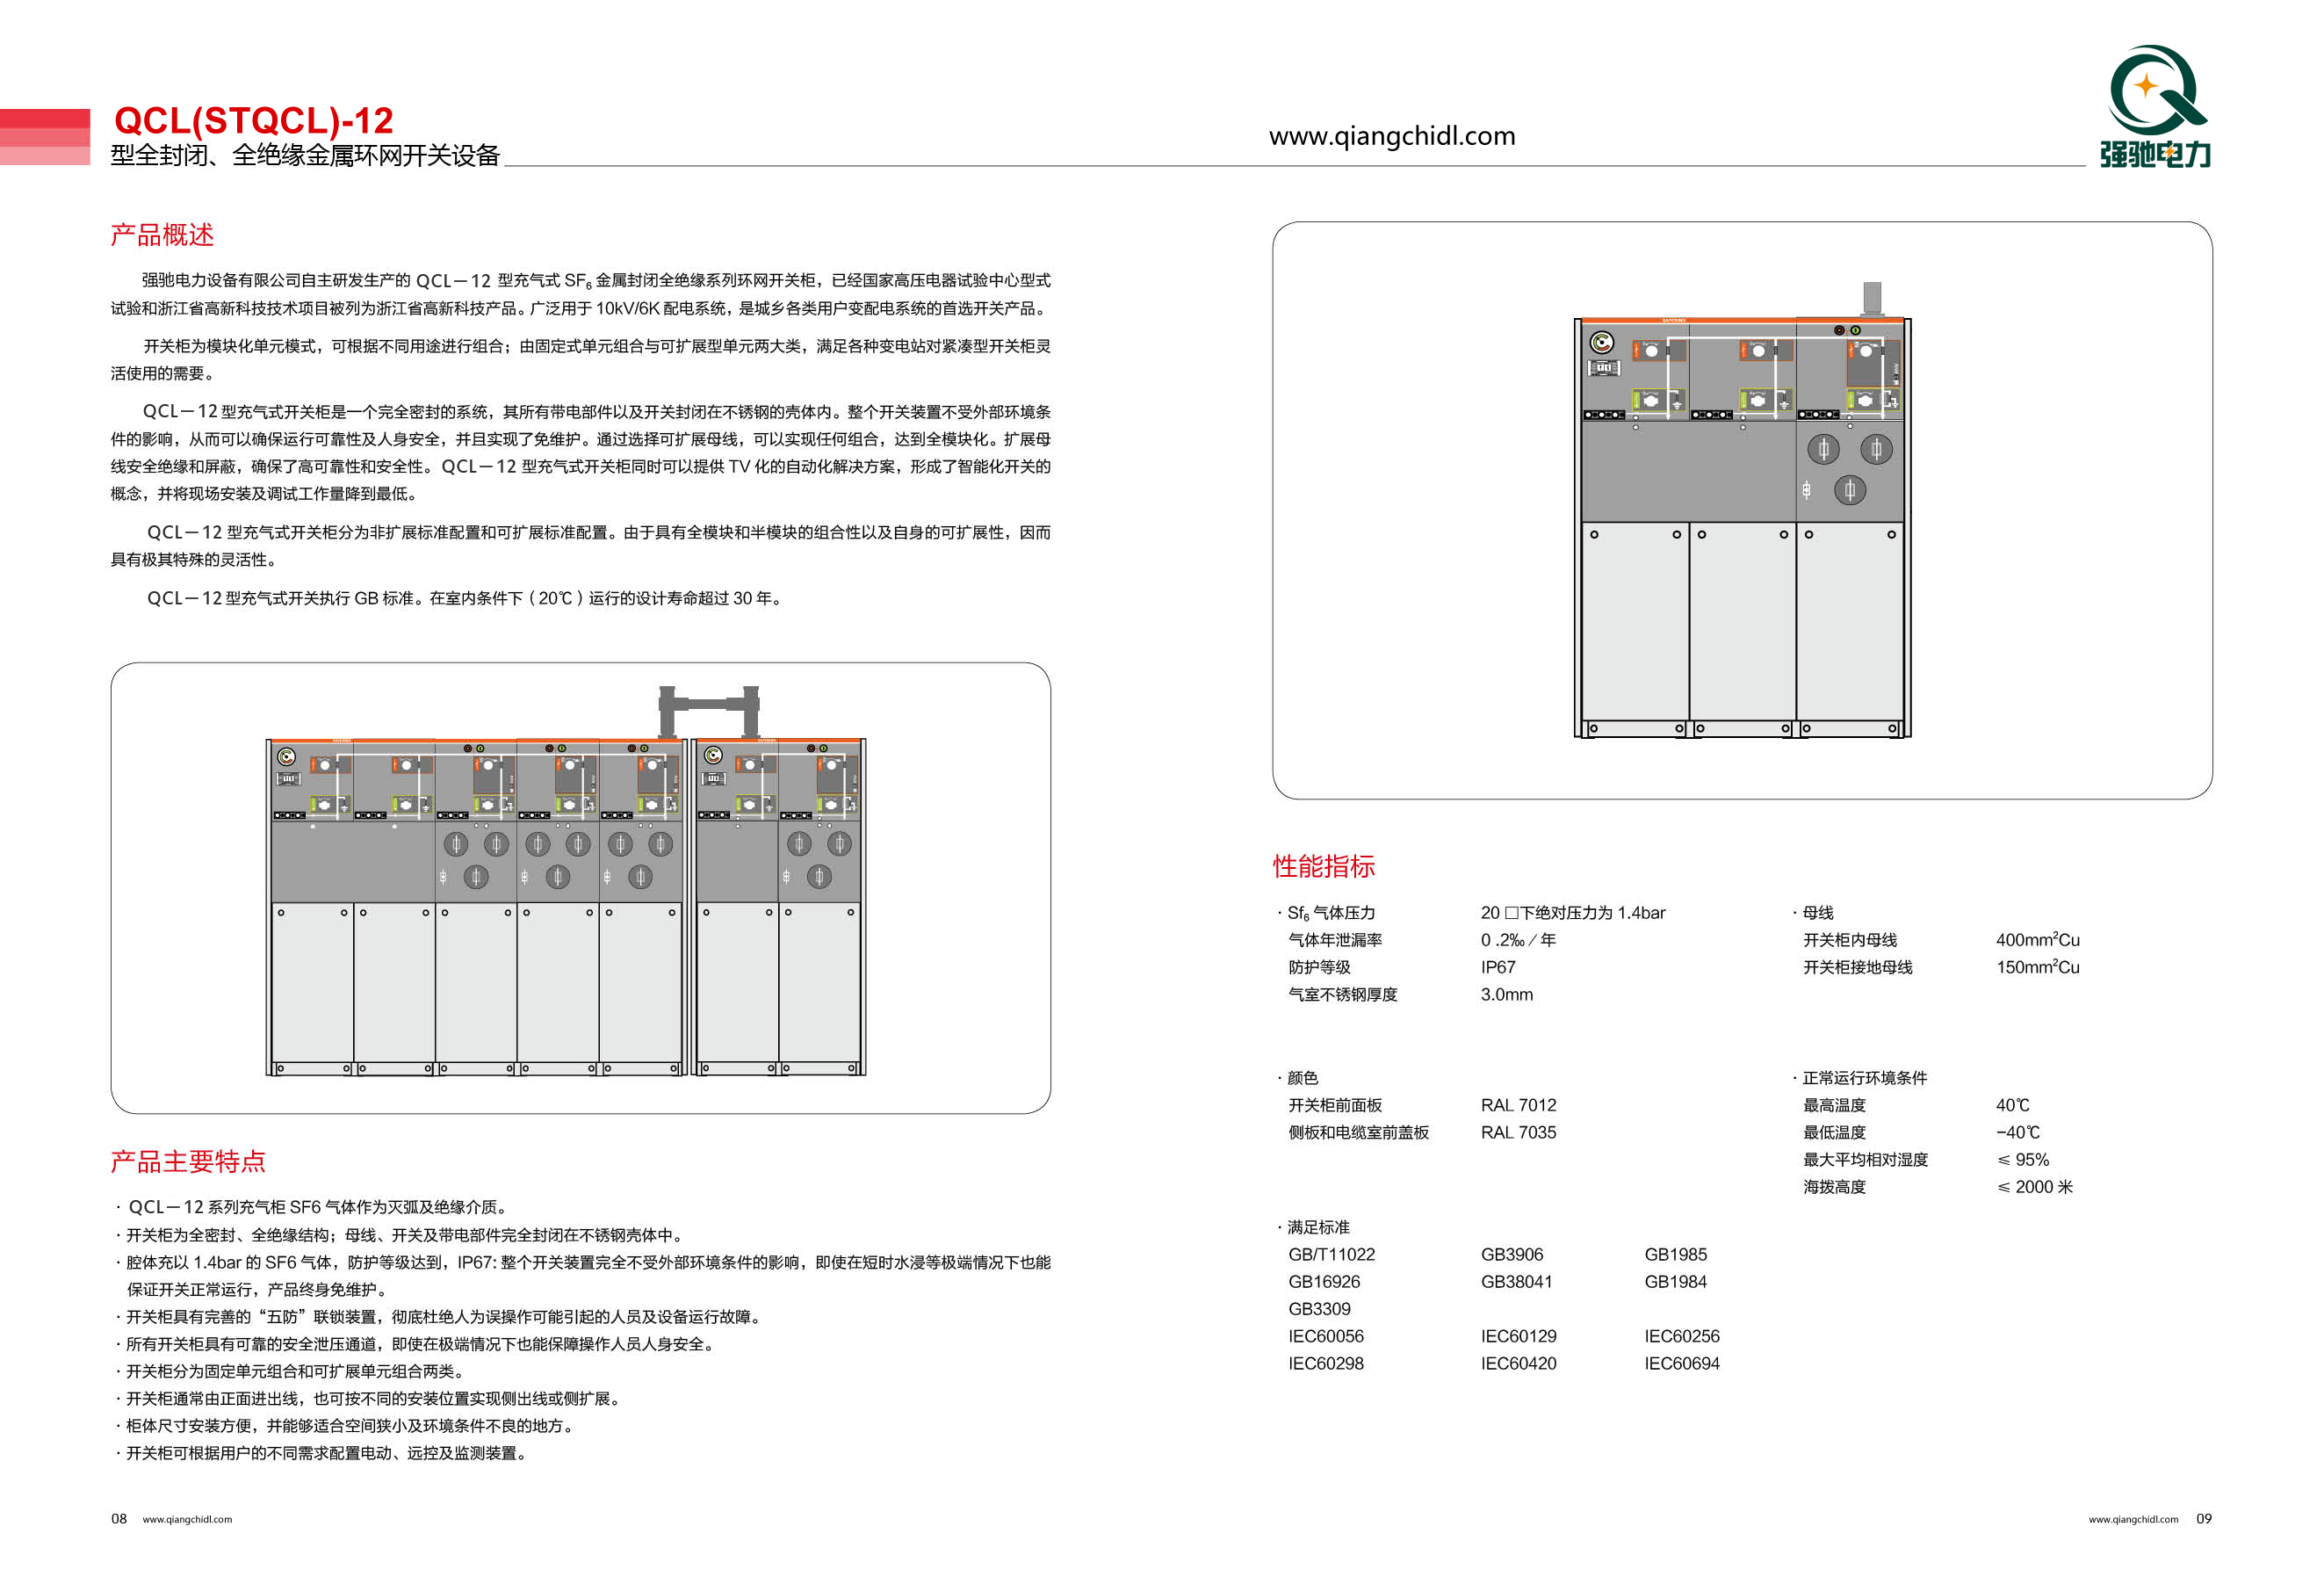 QCL(STQCL)-12
型全封闭、全绝缘金属环网开关设备
www.qiangchidl.com
强驰电力
产品概述
强驰电力设备有限公司自主研发生产的 QCL－12 型充气式 SF₆ 金属封闭全绝缘系列环网开关柜，已经国家高压电器试验中心型式
试验和浙江省高新科技技术项目被列为浙江省高新科技产品。广泛用于 10kV/6K 配电系统，是城乡各类用户变配电系统的首选开关产品。
开关柜为模块化单元模式，可根据不同用途进行组合；由固定式单元组合与可扩展型单元两大类，满足各种变电站对紧凑型开关柜灵
活使用的需要。
QCL－12 型充气式开关柜是一个完全密封的系统，其所有带电部件以及开关封闭在不锈钢的壳体内。整个开关装置不受外部环境条
件的影响，从而可以确保运行可靠性及人身安全，并且实现了免维护。通过选择可扩展母线，可以实现任何组合，达到全模块化。扩展母
线安全绝缘和屏蔽，确保了高可靠性和安全性。QCL－12 型充气式开关柜同时可以提供 TV 化的自动化解决方案，形成了智能化开关的
概念，并将现场安装及调试工作量降到最低。
QCL－12 型充气式开关柜分为非扩展标准配置和可扩展标准配置。由于具有全模块和半模块的组合性以及自身的可扩展性，因而
具有极其特殊的灵活性。
QCL－12 型充气式开关执行 GB 标准。在室内条件下（20℃）运行的设计寿命超过 30 年。
产品主要特点
· QCL－12 系列充气柜 SF6 气体作为灭弧及绝缘介质。
· 开关柜为全密封、全绝缘结构；母线、开关及带电部件完全封闭在不锈钢壳体中。
· 腔体充以 1.4bar 的 SF6 气体，防护等级达到，IP67: 整个开关装置完全不受外部环境条件的影响，即使在短时水浸等极端情况下也能
保证开关正常运行，产品终身免维护。
· 开关柜具有完善的“五防”联锁装置，彻底杜绝人为误操作可能引起的人员及设备运行故障。
· 所有开关柜具有可靠的安全泄压通道，即使在极端情况下也能保障操作人员人身安全。
· 开关柜分为固定单元组合和可扩展单元组合两类。
· 开关柜通常由正面进出线，也可按不同的安装位置实现侧出线或侧扩展。
· 柜体尺寸安装方便，并能够适合空间狭小及环境条件不良的地方。
· 开关柜可根据用户的不同需求配置电动、远控及监测装置。
08 www.qiangchidl.com
性能指标
· Sf₆ 气体压力 20 □下绝对压力为 1.4bar
气体年泄漏率 0 .2‰ / 年
防护等级 IP67
气室不锈钢厚度 3.0mm
· 母线
开关柜内母线 400mm²Cu
开关柜接地母线 150mm²Cu
· 颜色
开关柜前面板 RAL 7012
侧板和电缆室前盖板 RAL 7035
· 正常运行环境条件
最高温度 40℃
最低温度 -40℃
最大平均相对湿度 ≤ 95%
海拨高度 ≤ 2000 米
· 满足标准
GB/T11022 GB3906 GB1985
GB16926 GB38041 GB1984
GB3309
IEC60056 IEC60129 IEC60256
IEC60298 IEC60420 IEC60694
www.qiangchidl.com 09